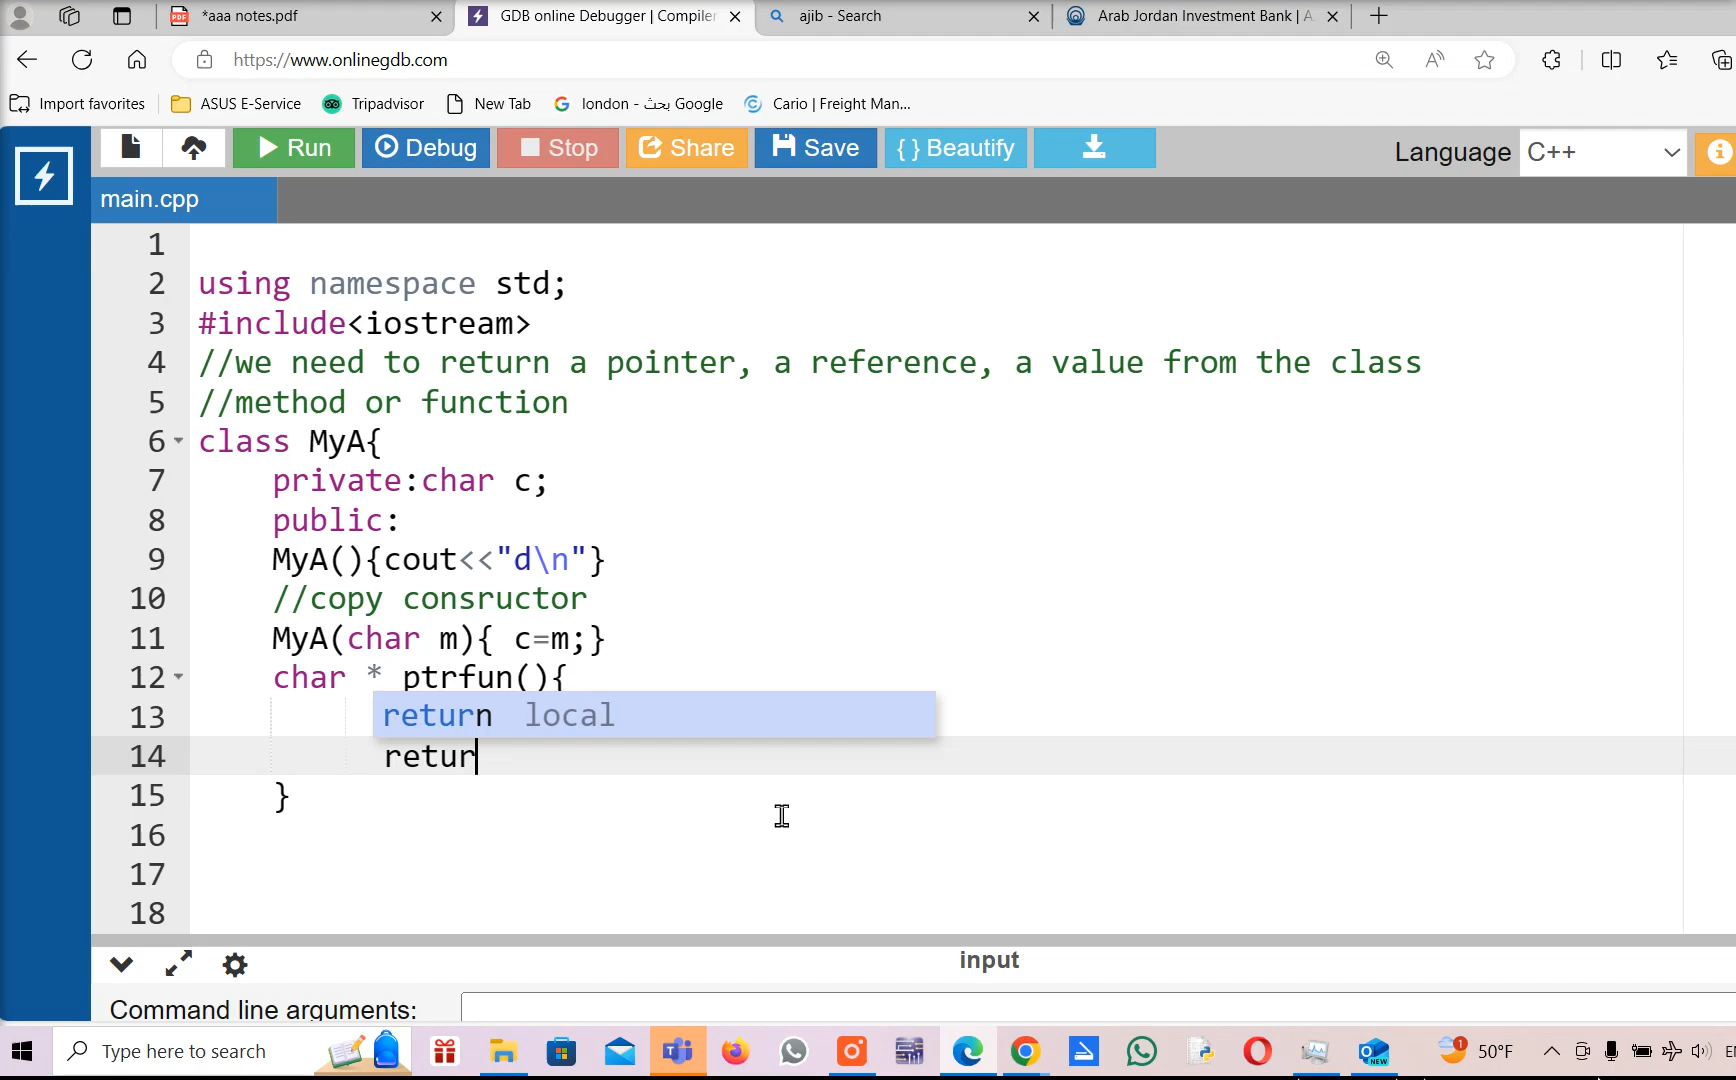 *aaa notes.pdf
GDB online Debugger | Compiler
ajib - Search
Arab Jordan Investment Bank | A
https://www.onlinegdb.com
Import favorites
ASUS E-Service
Tripadvisor
New Tab
london - بحث Google
Cario | Freight Man...
Run
Debug
Stop
Share
Save
{ } Beautify
Language C++
main.cpp
1
2 using namespace std;
3 #include<iostream>
4 //we need to return a pointer, a reference, a value from the class
5 //method or function
6 class MyA{
7 private:char c;
8 public:
9 MyA(){cout<<"d\n"}
10 //copy consructor
11 MyA(char m){ c=m;}
12 char * ptrfun(){
13 return local
14 retur
15 }
16
17
18
input
Command line arguments:
Type here to search
NEW
1
50°F